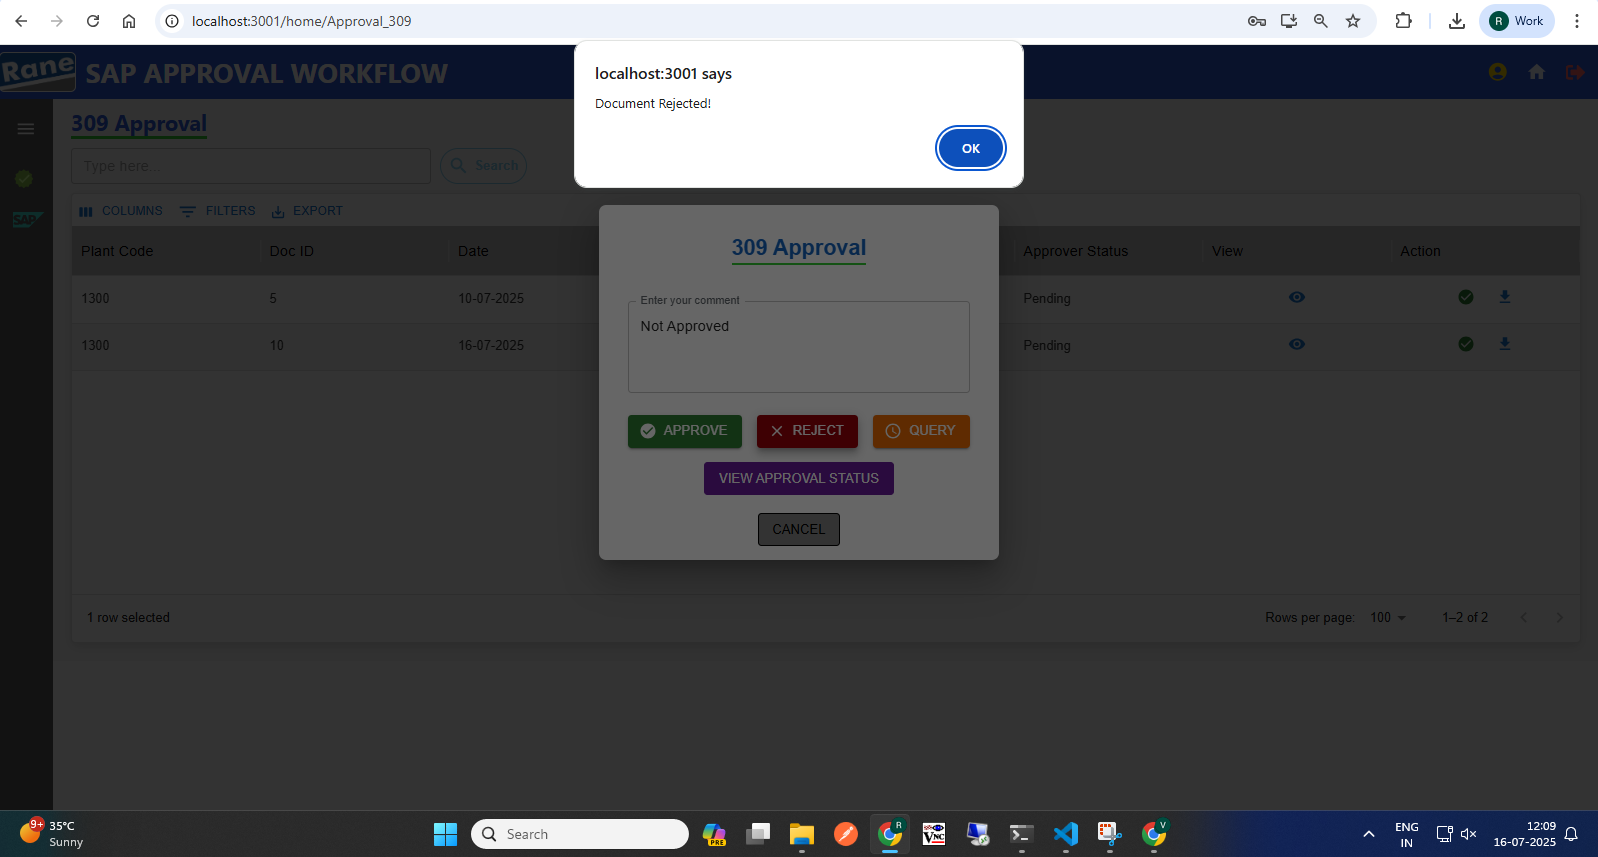 localhost:3001/home/Approval_309
R Work
Rane SAP APPROVAL WORKFLOW
localhost:3001 says
Document Rejected!
OK
309 Approval
Type here...
Search
SAP
COLUMNS FILTERS EXPORT
Plant Code Doc ID Date Approver Status View Action
1300 5 10-07-2025 Pending
1300 10 16-07-2025 Pending
309 Approval
Enter your comment
Not Approved
APPROVE REJECT QUERY
VIEW APPROVAL STATUS
CANCEL
1 row selected
Rows per page: 100 1–2 of 2
9+ 35°C
Sunny
Search
PRE
R
VNC
V
ENG
IN
12:09
16-07-2025